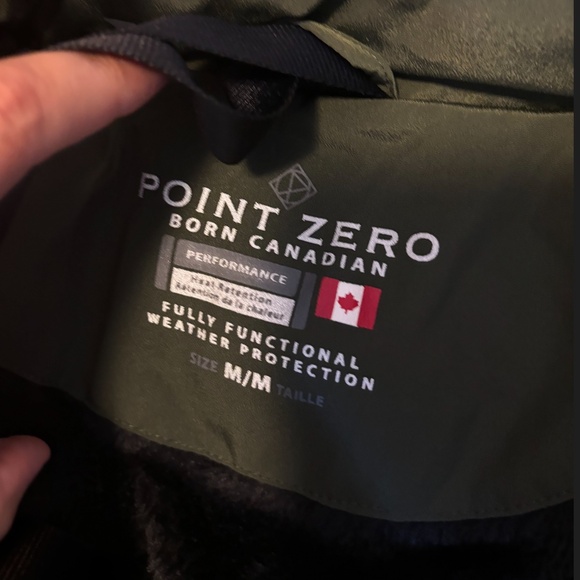 POINT ZERO
BORN CANADIAN
PERFORMANCE
Heat Retention
Rétention de la chaleur
FULLY FUNCTIONAL
WEATHER PROTECTION
SIZE M/M TAILLE